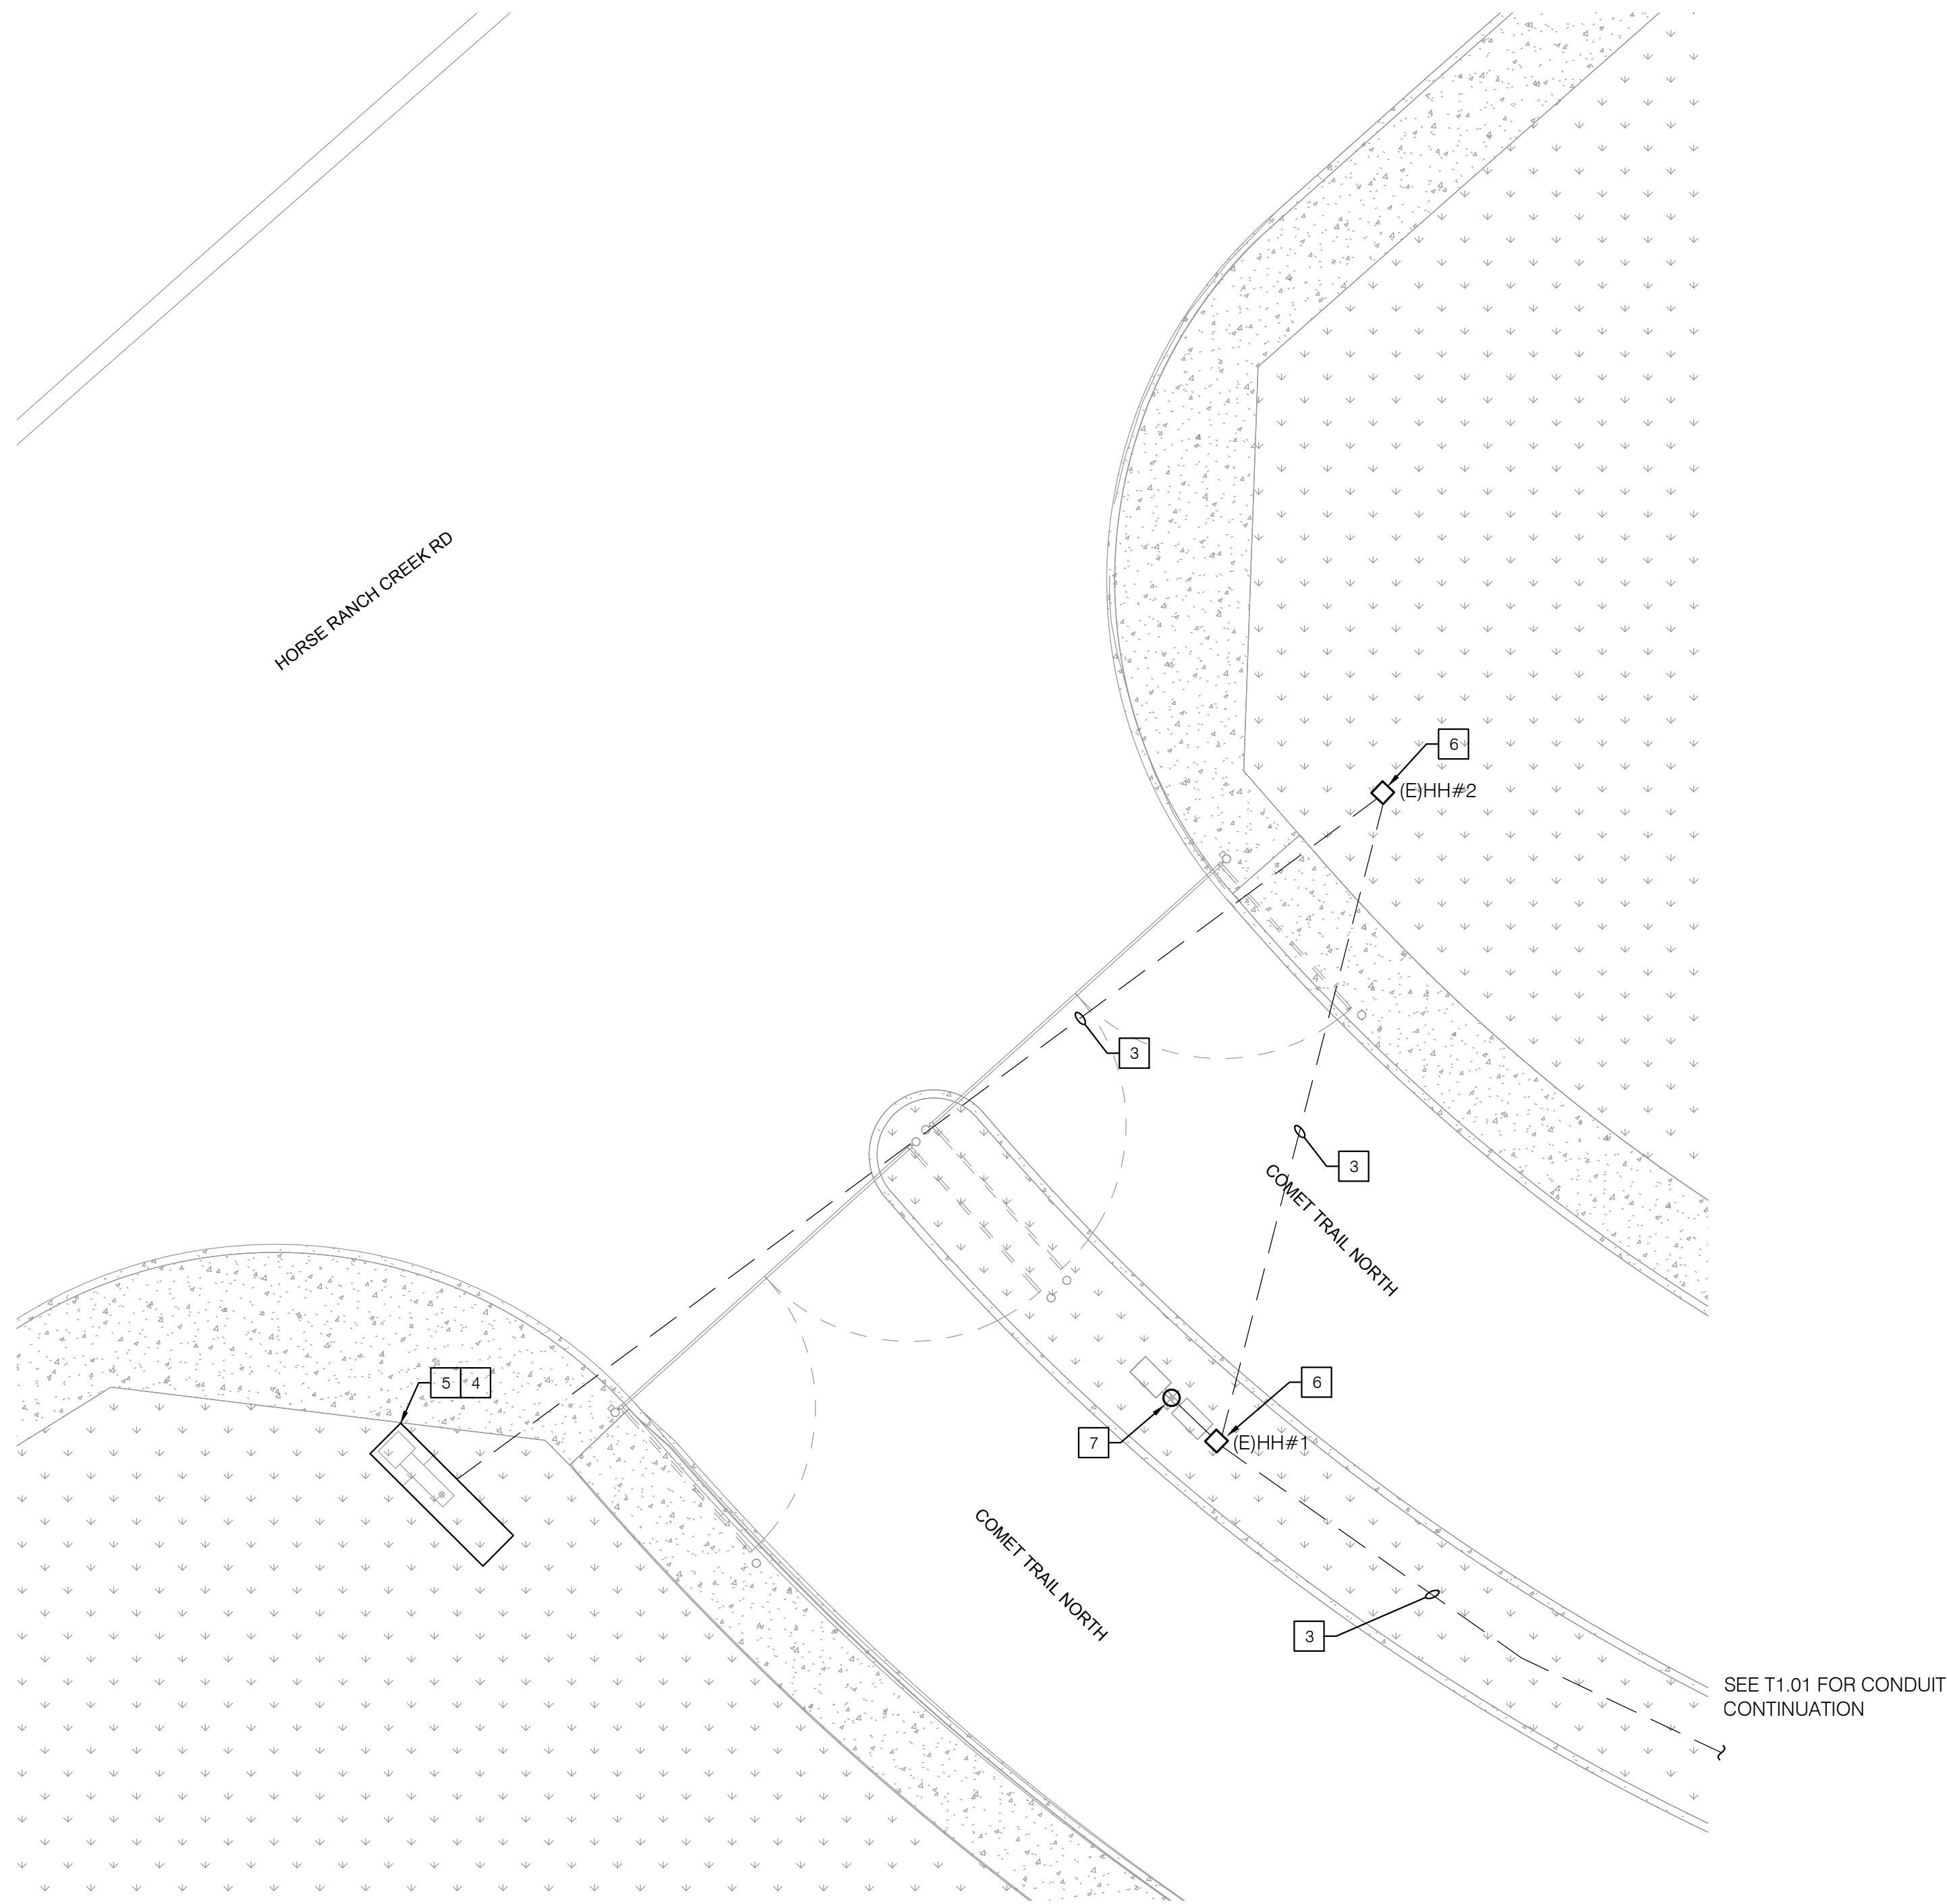 HORSE RANCH CREEK RD
6
(E)HH#2
3
3
COMET TRAIL NORTH
5 4
6
7
(E)HH#1
COMET TRAIL NORTH
3
SEE T1.01 FOR CONDUIT
CONTINUATION